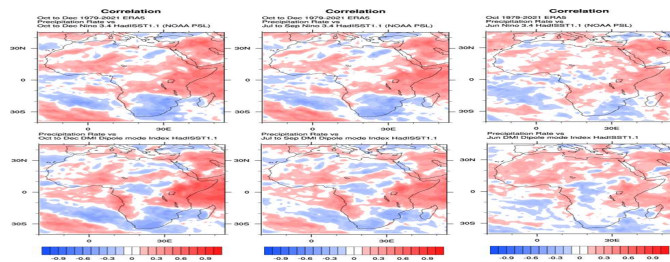 Correlation
Oct to Dec 1979-2021 ERA5
Precipitation Rate vs
Oct to Dec Nino 3.4 HadISST1.1 (NOAA PSL)
30N
0
30S
0
30E
Precipitation Rate vs
Oct to Dec DMI Dipole mode Index HadISST1.1
30N
0
30S
0
30E
-0.9 -0.6 -0.3 0 0.3 0.6 0.9
Correlation
Oct to Dec 1979-2021 ERA5
Precipitation Rate vs
Jul to Sep Nino 3.4 HadISST1.1 (NOAA PSL)
30N
0
30S
0
30E
Precipitation Rate vs
Jul to Sep DMI Dipole mode Index HadISST1.1
30N
0
30S
0
30E
-0.9 -0.6 -0.3 0 0.3 0.6 0.9
Correlation
Oct 1979-2021 ERA5
Precipitation Rate vs
Jun Nino 3.4 HadISST1.1 (NOAA PSL)
30N
0
30S
0
30E
Precipitation Rate vs
Jun DMI Dipole mode Index HadISST1.1
30N
0
30S
0
30E
-0.9 -0.6 -0.3 0 0.3 0.6 0.9